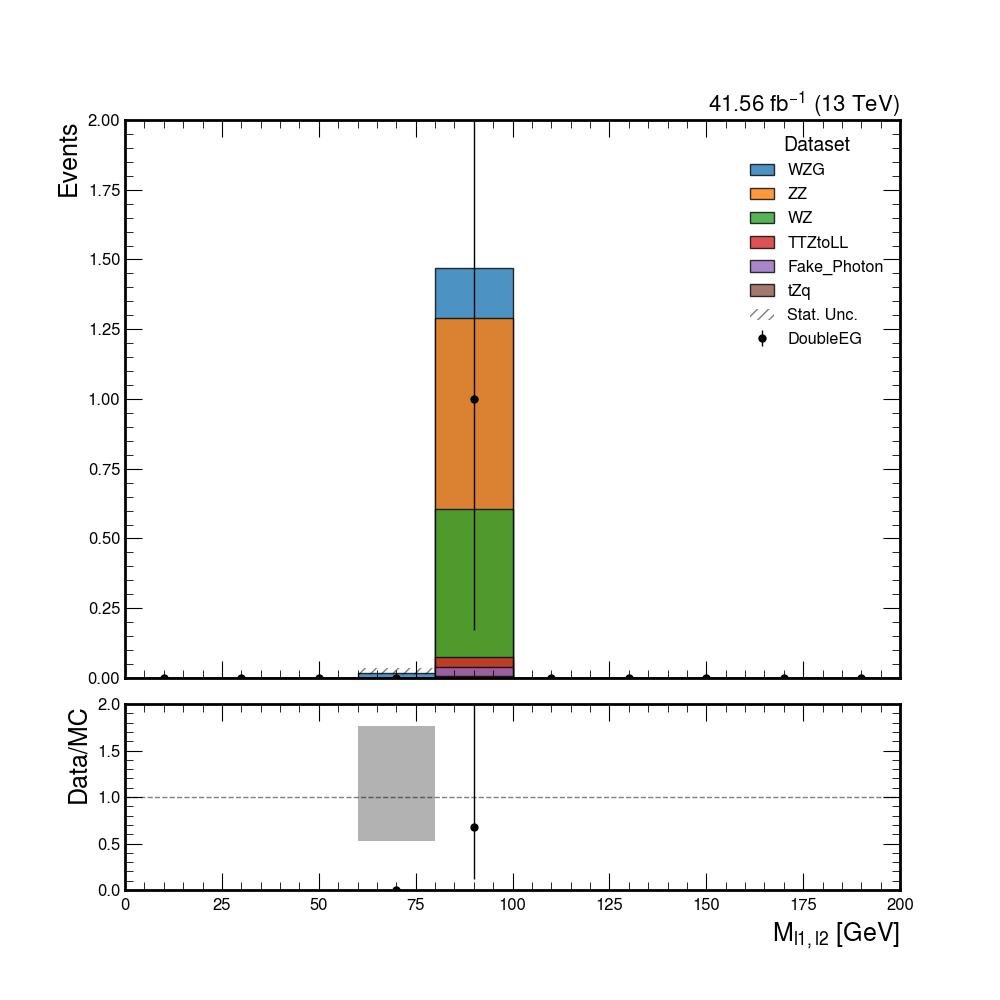 41.56 fb⁻¹ (13 TeV)
Events
2.00
1.75
1.50
1.25
1.00
0.75
0.50
0.25
0.00
Dataset
WZG
ZZ
WZ
TTZtoLL
Fake_Photon
tZq
Stat. Unc.
DoubleEG
Data/MC
2.0
1.5
1.0
0.5
0.0
0 25 50 75 100 125 150 175 200
M_{l1, l2} [GeV]